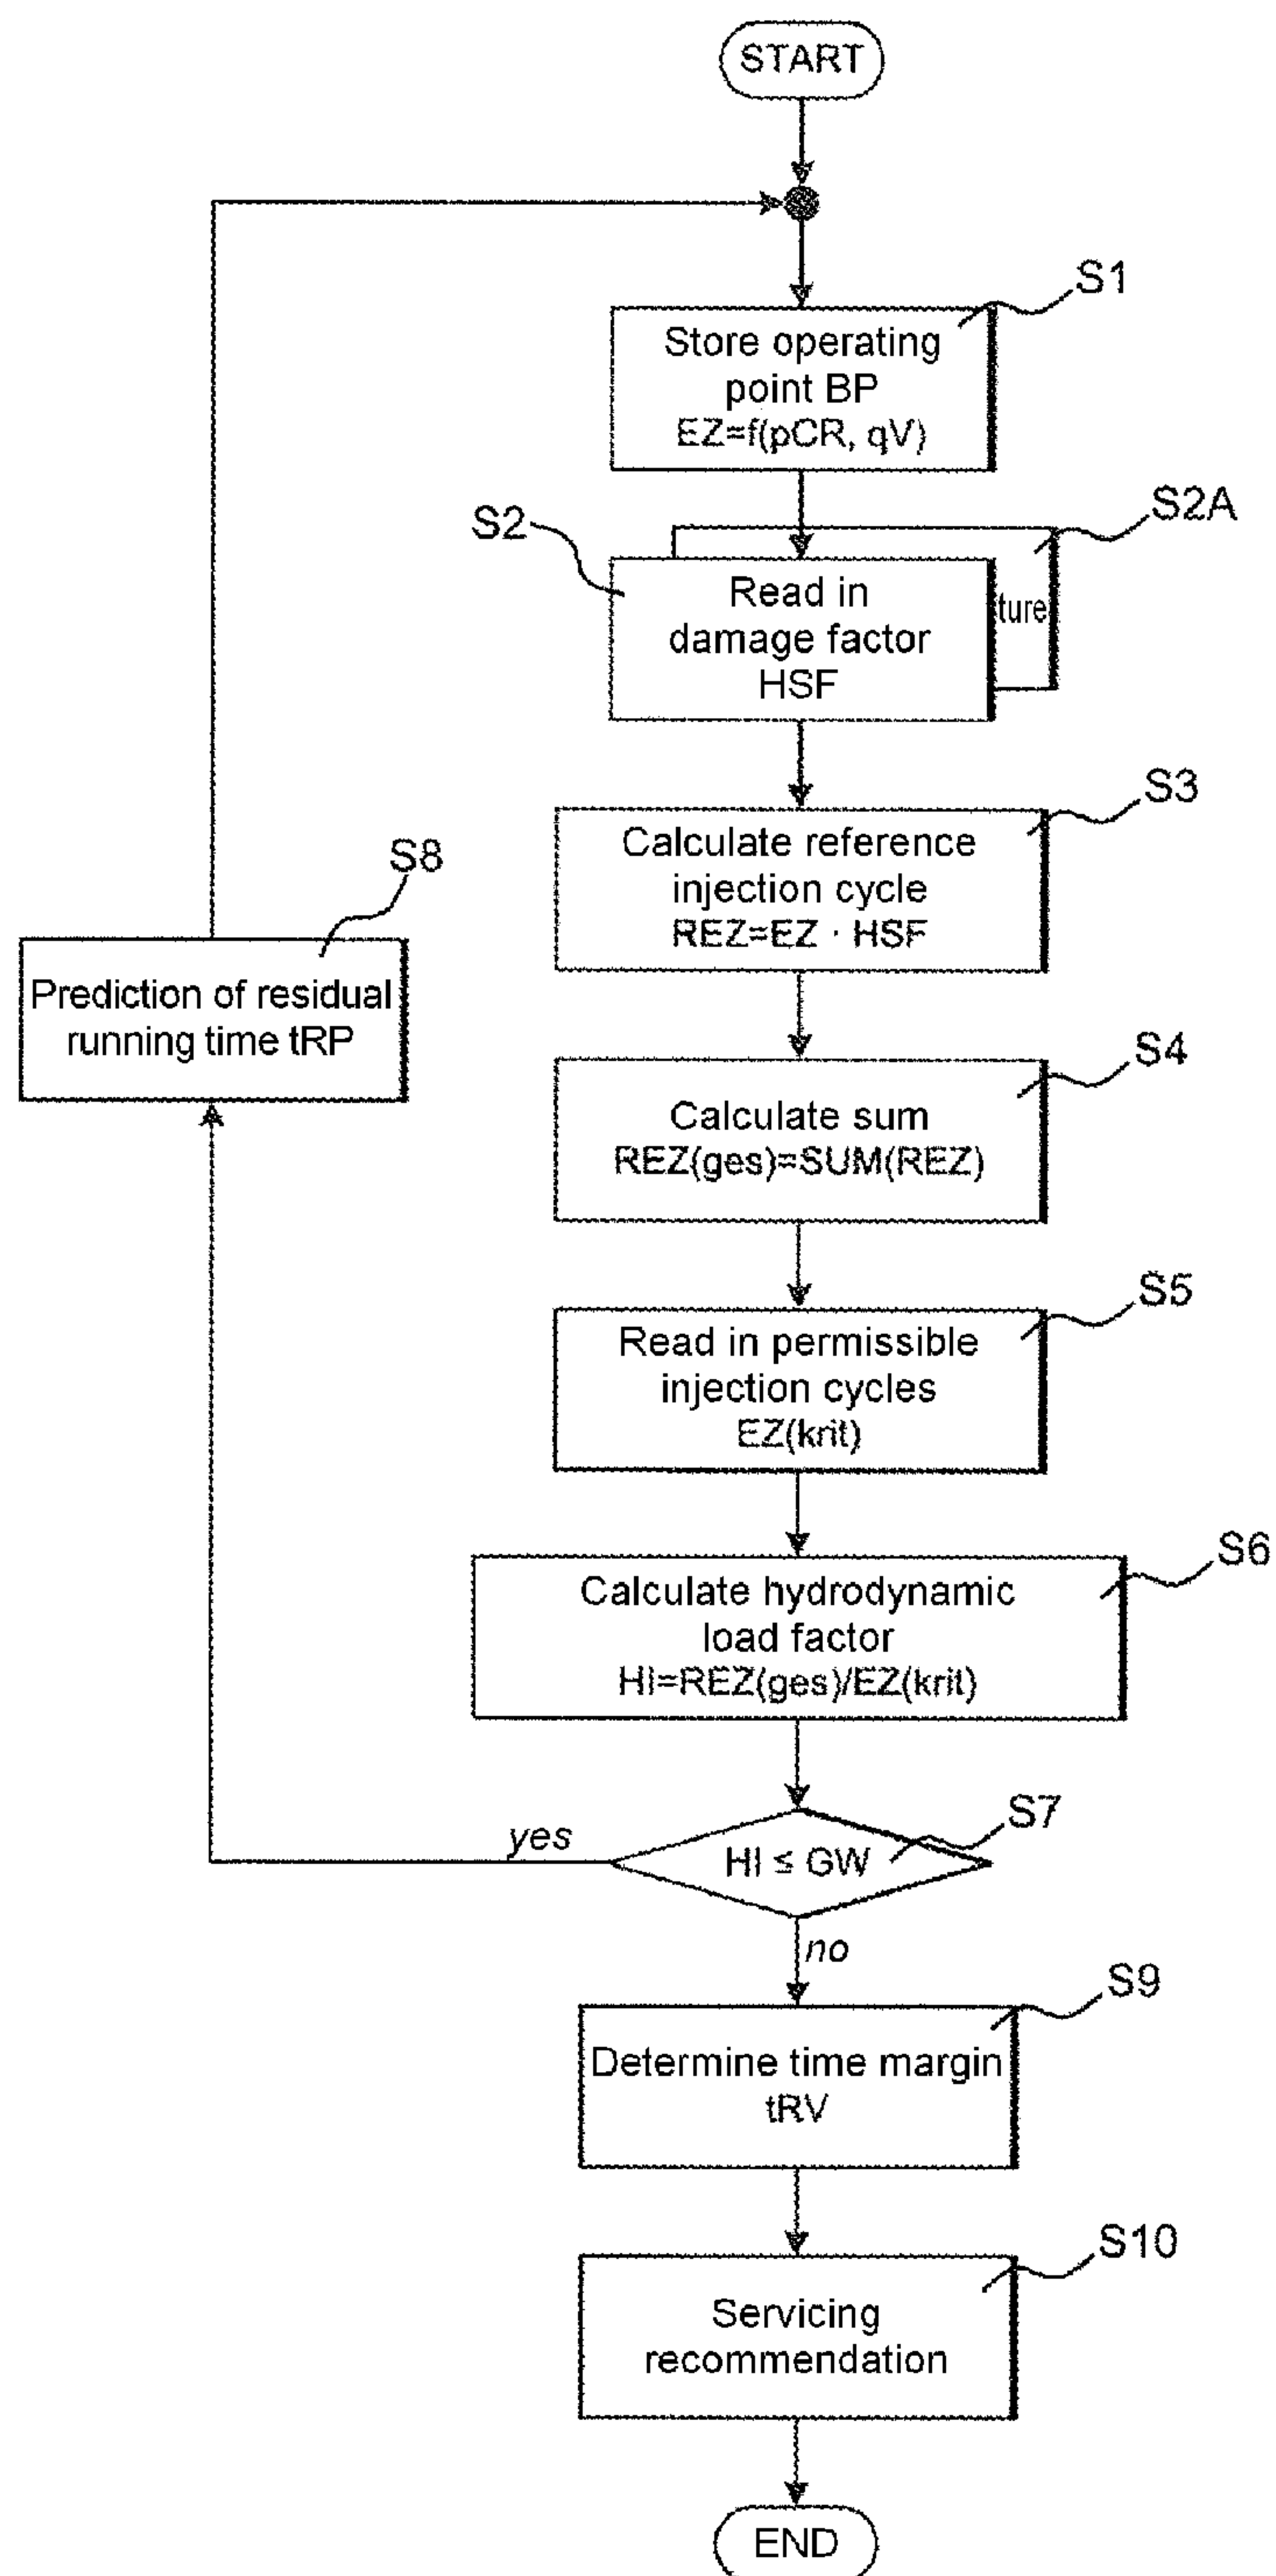 START
S1
Store operating
point BP
EZ=f(pCR, qV)
S2
S2A
Read in
damage factor
HSF
ture
S3
Calculate reference
injection cycle
REZ=EZ · HSF
S8
Prediction of residual
running time tRP
S4
Calculate sum
REZ(ges)=SUM(REZ)
S5
Read in permissible
injection cycles
EZ(krit)
S6
Calculate hydrodynamic
load factor
HI=REZ(ges)/EZ(krit)
S7
yes
HI ≤ GW
no
S9
Determine time margin
tRV
S10
Servicing
recommendation
END